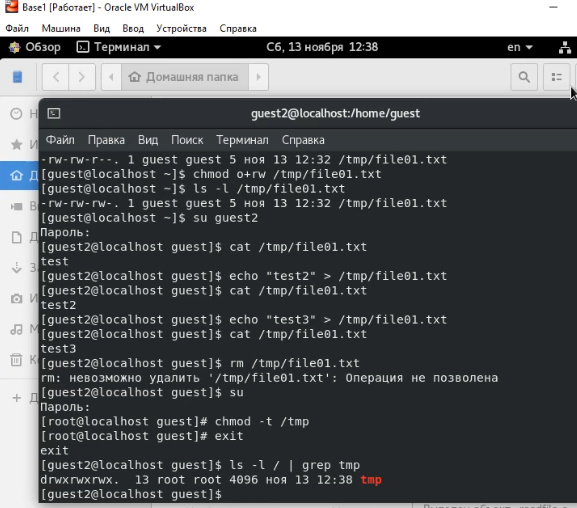 Base1 [Работает] - Oracle VM VirtualBox
Файл Машина Вид Ввод Устройства Справка
Обзор Терминал Сб, 13 ноября 12:38 en
Домашняя папка
guest2@localhost:/home/guest
Файл Правка Вид Поиск Терминал Справка
-rw-rw-r--. 1 guest guest 5 ноя 13 12:32 /tmp/file01.txt
[guest@localhost ~]$ chmod o+rw /tmp/file01.txt
[guest@localhost ~]$ ls -l /tmp/file01.txt
-rw-rw-rw-. 1 guest guest 5 ноя 13 12:32 /tmp/file01.txt
[guest@localhost ~]$ su guest2
Пароль:
[guest2@localhost guest]$ cat /tmp/file01.txt
test
[guest2@localhost guest]$ echo "test2" > /tmp/file01.txt
[guest2@localhost guest]$ cat /tmp/file01.txt
test2
[guest2@localhost guest]$ echo "test3" > /tmp/file01.txt
[guest2@localhost guest]$ cat /tmp/file01.txt
test3
[guest2@localhost guest]$ rm /tmp/file01.txt
rm: невозможно удалить '/tmp/file01.txt': Операция не позволена
[guest2@localhost guest]$ su
Пароль:
[root@localhost guest]# chmod -t /tmp
[root@localhost guest]# exit
exit
[guest2@localhost guest]$ ls -l / | grep tmp
drwxrwxrwx.  13 root root 4096 ноя 13 12:38 tmp
[guest2@localhost guest]$